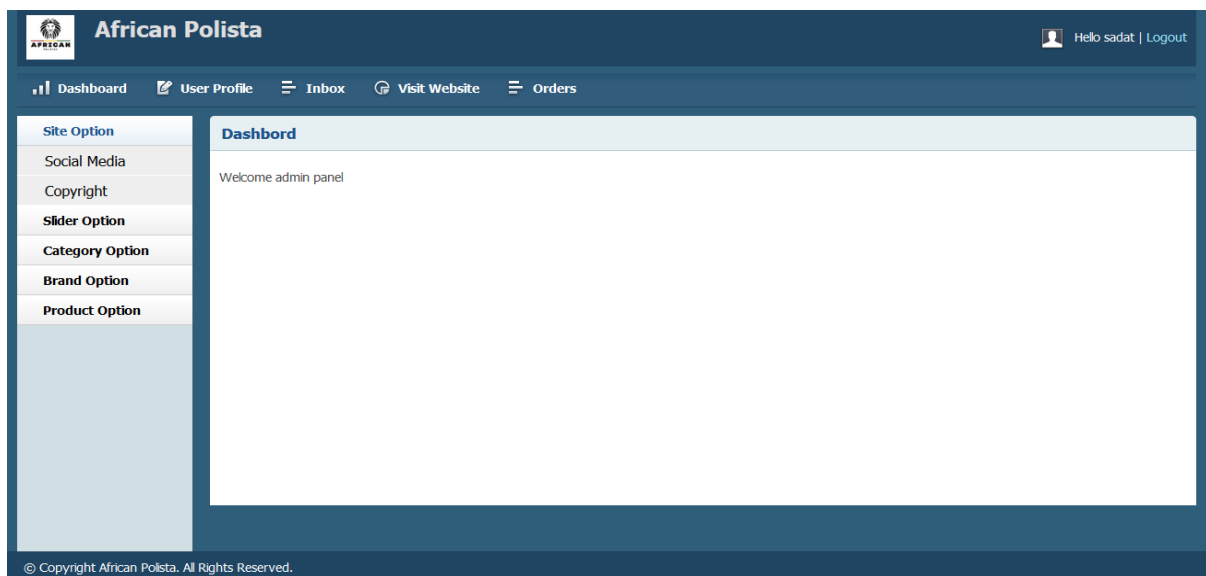 African Polista
AFRICAN
Hello sadat | Logout
Dashboard User Profile Inbox Visit Website Orders
Site Option
Social Media
Copyright
Slider Option
Category Option
Brand Option
Product Option
Dashbord
Welcome admin panel
© Copyright African Polista. All Rights Reserved.